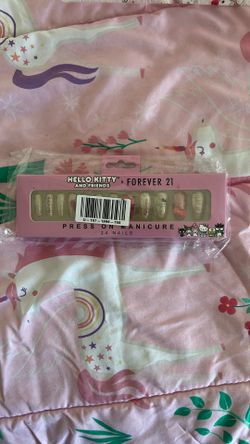 HELLO KITTY
AND FRIENDS
× FOREVER 21
PRESS ON MANICURE
24 NAILS